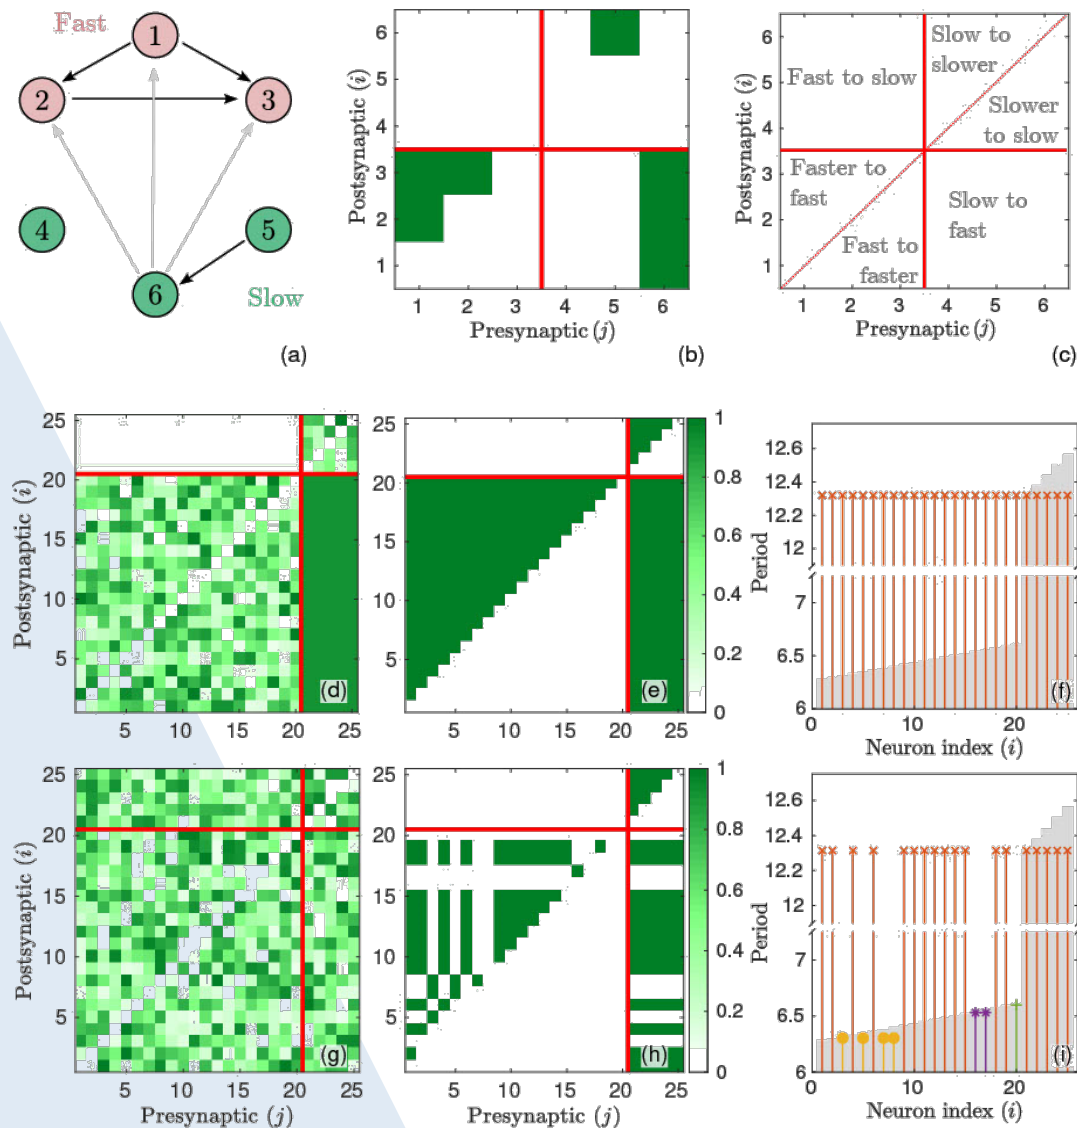 Fast
1
2
3
4
5
6
Slow
(a)
Postsynaptic (i)
6
5
4
3
2
1
1 2 3 4 5 6
Presynaptic (j)
(b)
Postsynaptic (i)
6
5
4
3
2
1
Fast to slow
Slow to
slower
Slower
to slow
Faster to
fast
Slow to
fast
Fast to
faster
1 2 3 4 5 6
Presynaptic (j)
(c)
Postsynaptic (i)
25
20
15
10
5
5 10 15 20 25
(d)
25
20
15
10
5
5 10 15 20 25
(e)
1
0.8
0.6
0.4
0.2
0
Period
12.6
12.4
12.2
12
7
6.5
6
0 10 20
Neuron index (i)
(f)
Postsynaptic (i)
25
20
15
10
5
5 10 15 20 25
Presynaptic (j)
(g)
25
20
15
10
5
5 10 15 20 25
Presynaptic (j)
(h)
1
0.8
0.6
0.4
0.2
0
Period
12.6
12.4
12.2
12
7
6.5
6
0 10 20
Neuron index (i)
(i)